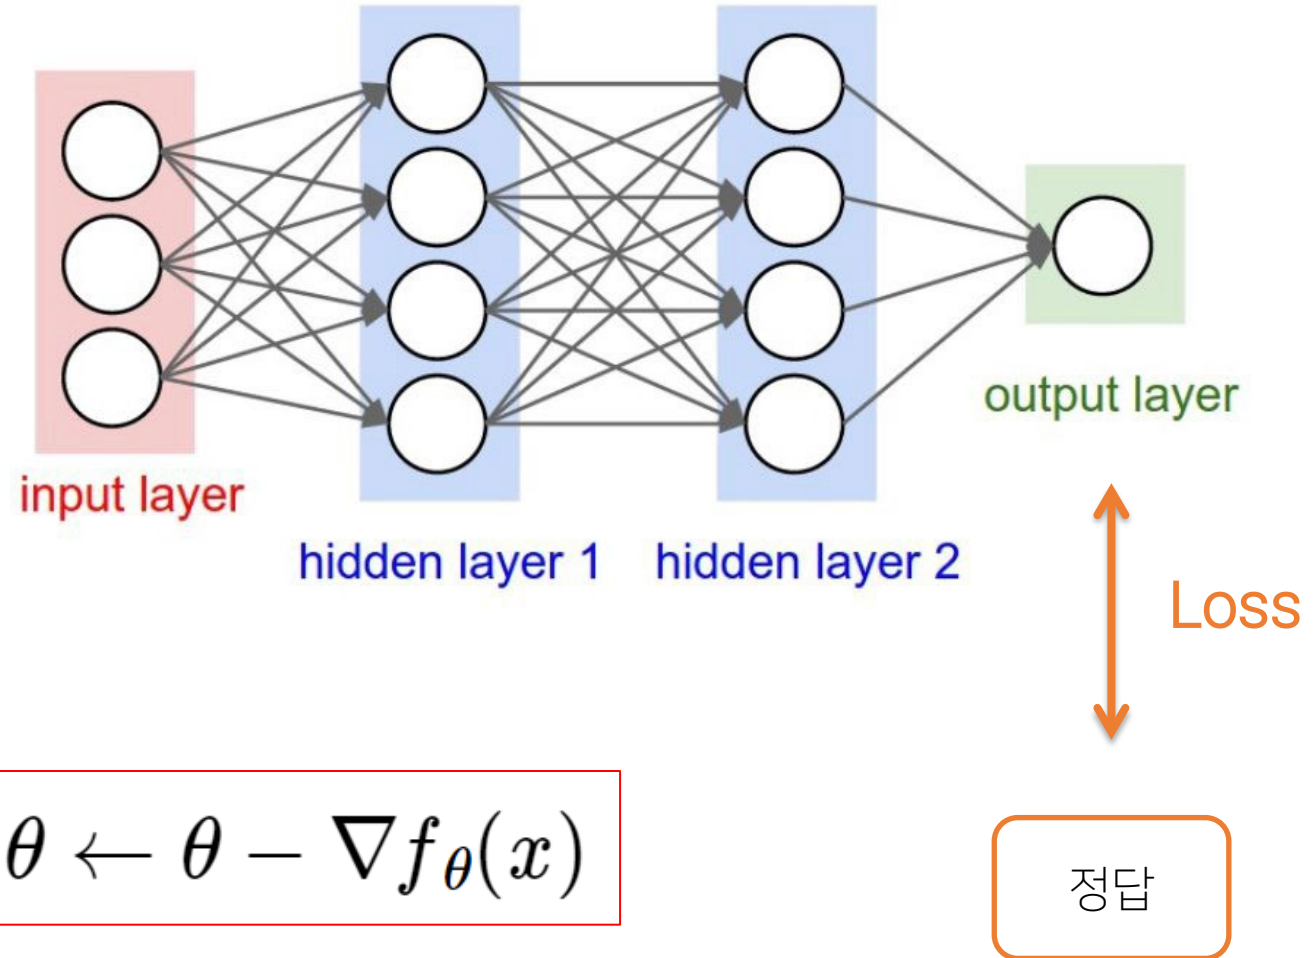 input layer
hidden layer 1
hidden layer 2
output layer
Loss
θ ← θ − ∇f_θ(x)
정답